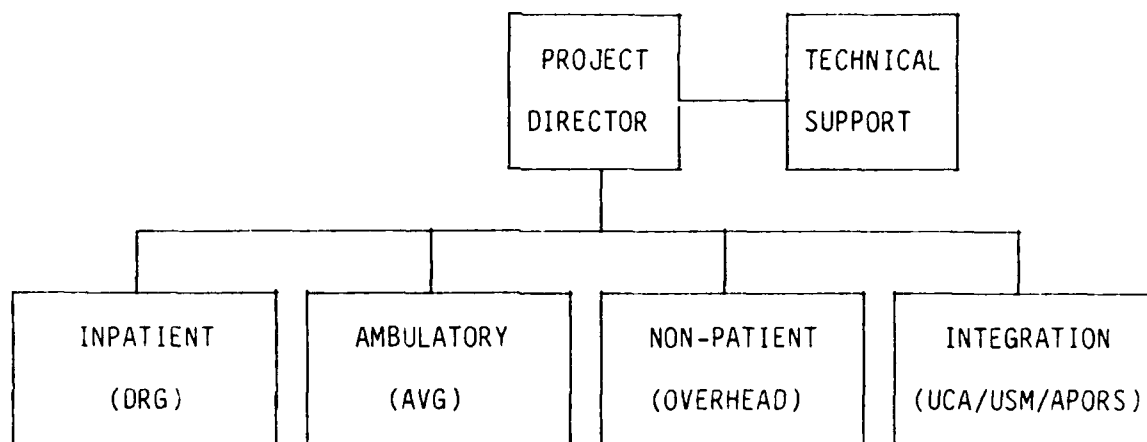 PROJECT
DIRECTOR
TECHNICAL
SUPPORT
INPATIENT
(DRG)
AMBULATORY
(AVG)
NON-PATIENT
(OVERHEAD)
INTEGRATION
(UCA/USM/APORS)